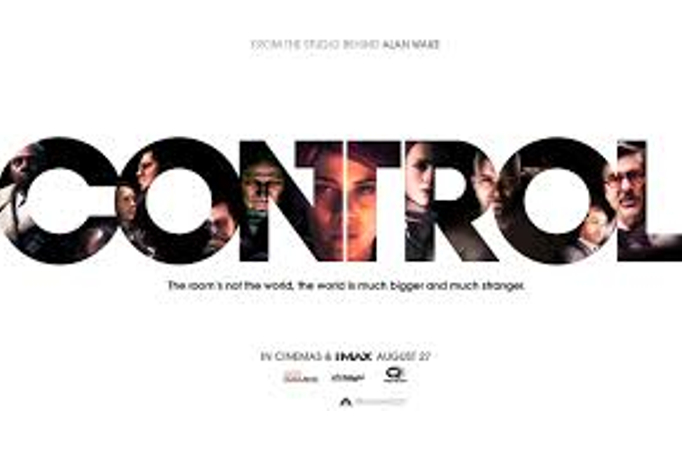 FROM THE STUDIO BEHIND ALAN WAKE
CONTROL
The room's not the world, the world is much bigger and much stranger.
IN CINEMAS & IMAX AUGUST 27